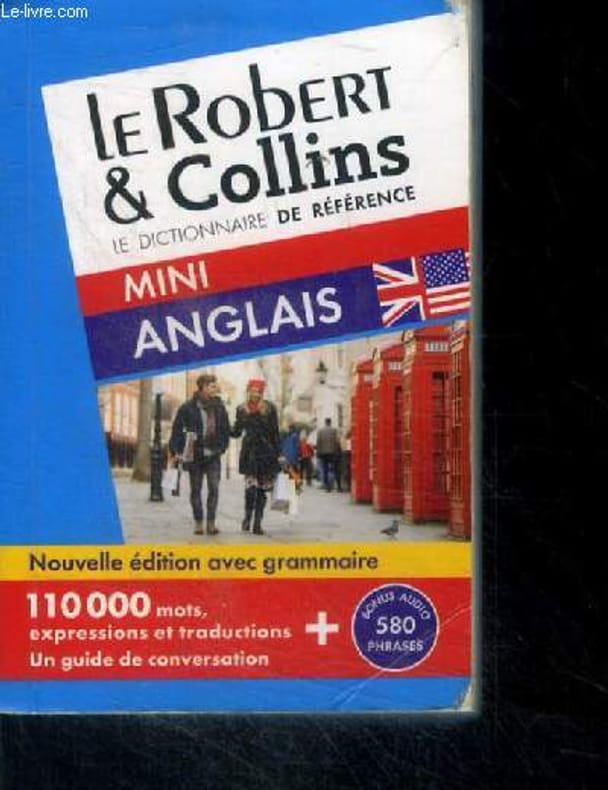 Le-livre.com
LE ROBERT
& Collins
LE DICTIONNAIRE DE RÉFÉRENCE
MINI
ANGLAIS
Nouvelle édition avec grammaire
110 000 mots,
expressions et traductions
Un guide de conversation
+
BONUS AUDIO
580
PHRASES